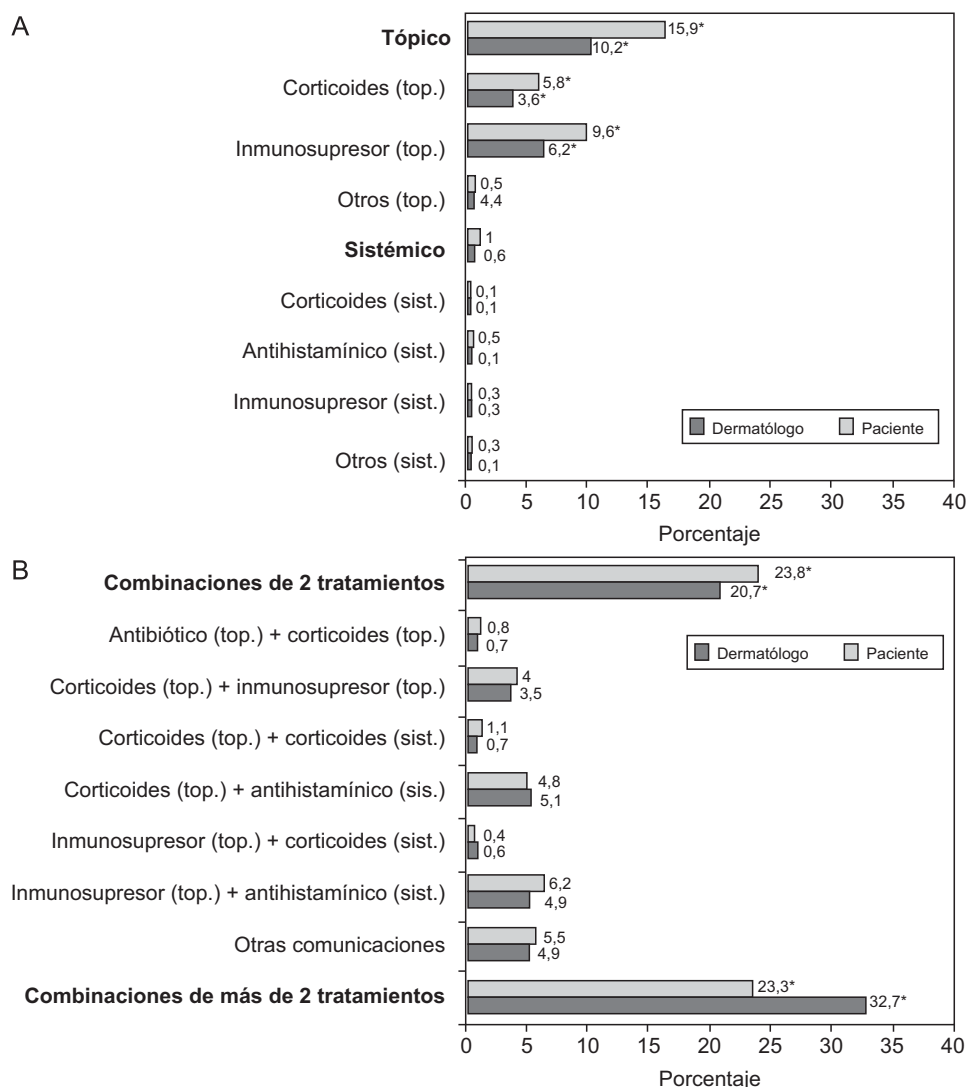 A
Tópico
15,9*
10,2*
Corticoides (top.)
5,8*
3,6*
Inmunosupresor (top.)
9,6*
6,2*
Otros (top.)
0,5
4,4
Sistémico
1
0,6
Corticoides (sist.)
0,1
0,1
Antihistamínico (sist.)
0,5
0,1
Inmunosupresor (sist.)
0,3
0,3
Dermatólogo Paciente
Otros (sist.)
0,3
0,1
0 5 10 15 20 25 30 35 40
Porcentaje
B
Combinaciones de 2 tratamientos
23,8*
20,7*
Antibiótico (top.) + corticoides (top.)
0,8
0,7
Dermatólogo Paciente
Corticoides (top.) + inmunosupresor (top.)
4
3,5
Corticoides (top.) + corticoides (sist.)
1,1
0,7
Corticoides (top.) + antihistamínico (sis.)
4,8
5,1
Inmunosupresor (top.) + corticoides (sist.)
0,4
0,6
Inmunosupresor (top.) + antihistamínico (sist.)
6,2
4,9
Otras comunicaciones
5,5
4,9
Combinaciones de más de 2 tratamientos
23,3*
32,7*
0 5 10 15 20 25 30 35 40
Porcentaje